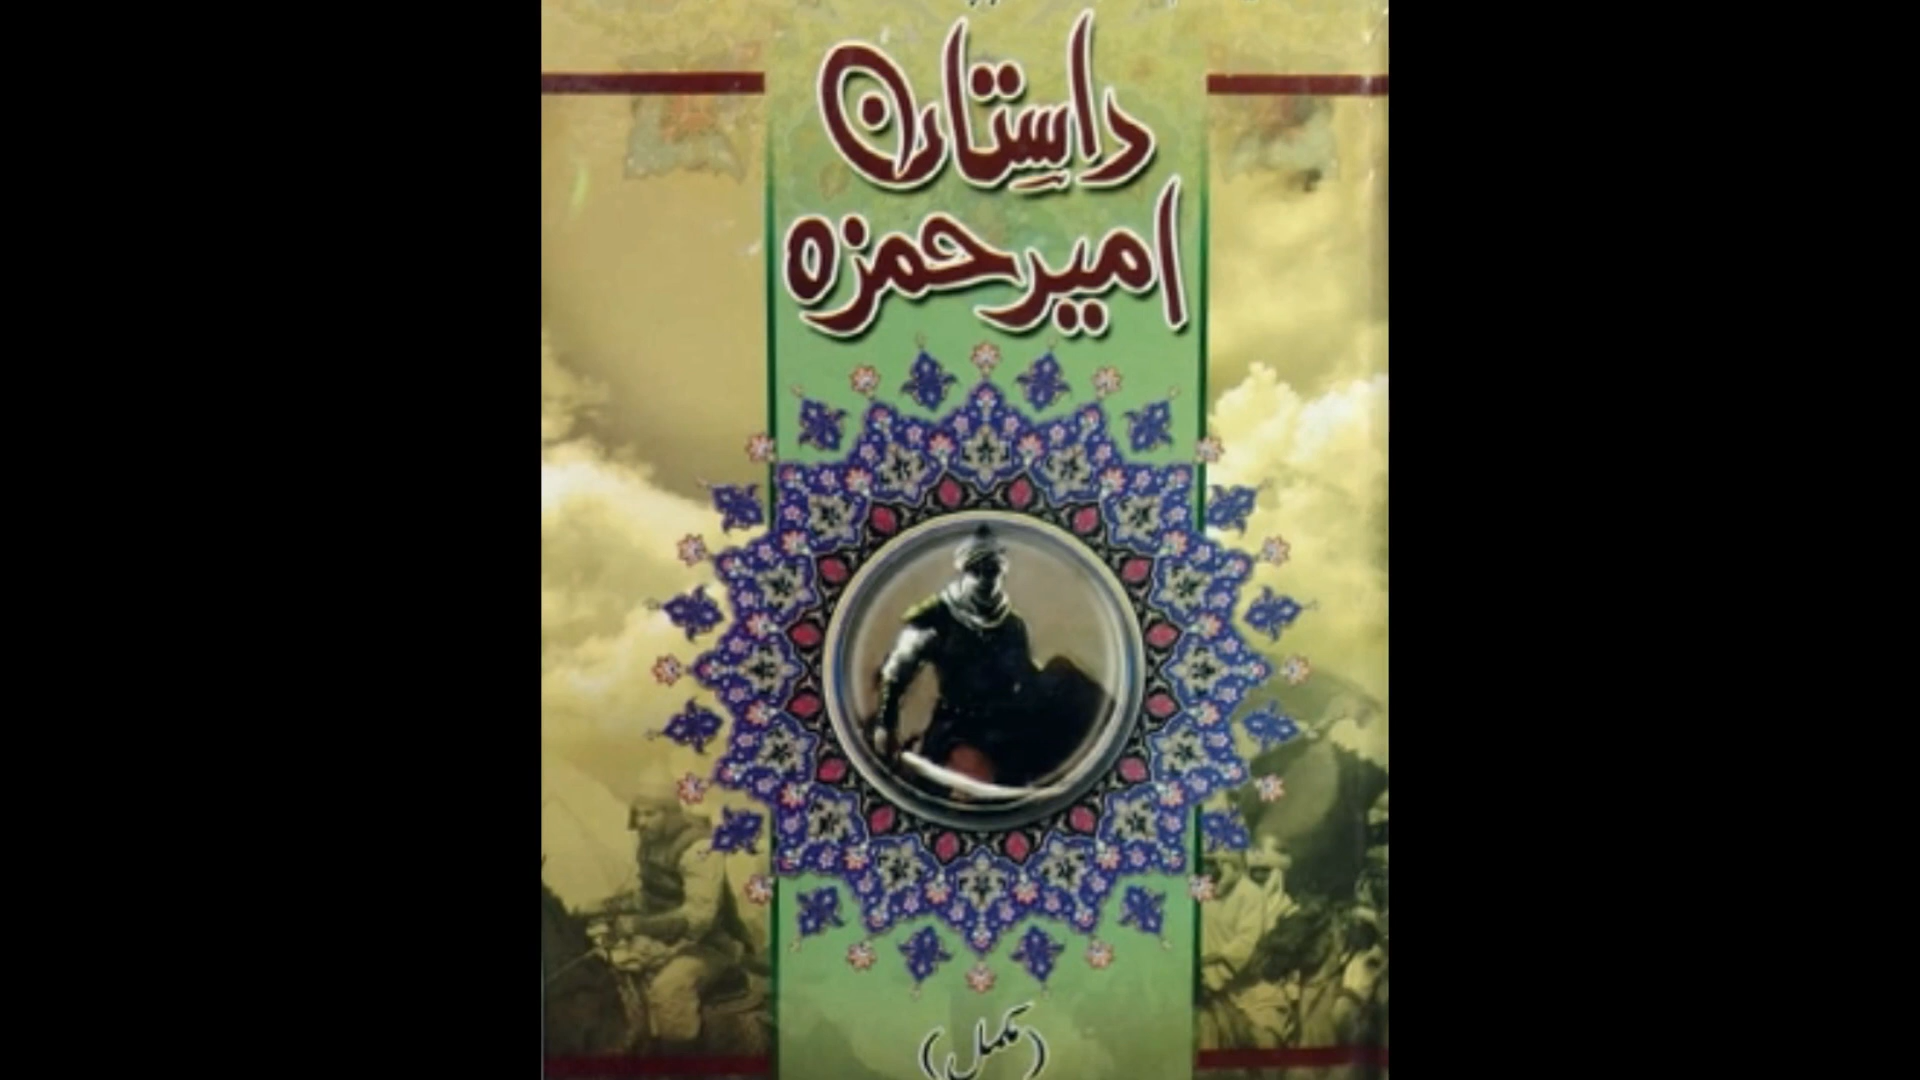 داستان
امیر حمزہ
(مکمل)